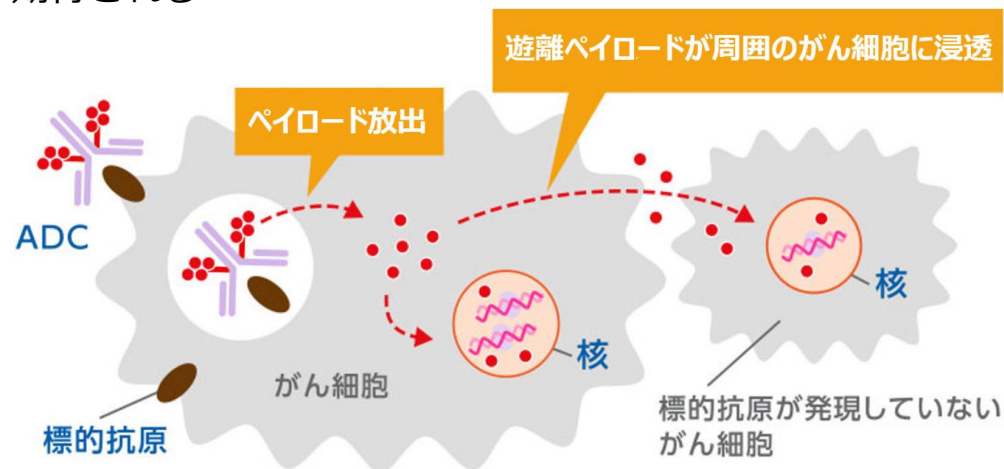 遊離ペイロードが周囲のがん細胞に浸透
ペイロード放出
ADC
核
核
がん細胞
標的抗原
標的抗原が発現していない
がん細胞